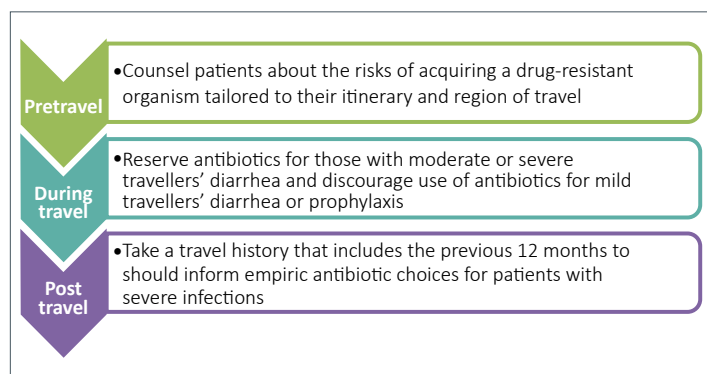 Pretravel
•Counsel patients about the risks of acquiring a drug-resistant
organism tailored to their itinerary and region of travel
During
travel
•Reserve antibiotics for those with moderate or severe
travellers’ diarrhea and discourage use of antibiotics for mild
travellers’ diarrhea or prophylaxis
Post
travel
•Take a travel history that includes the previous 12 months to
should inform empiric antibiotic choices for patients with
severe infections